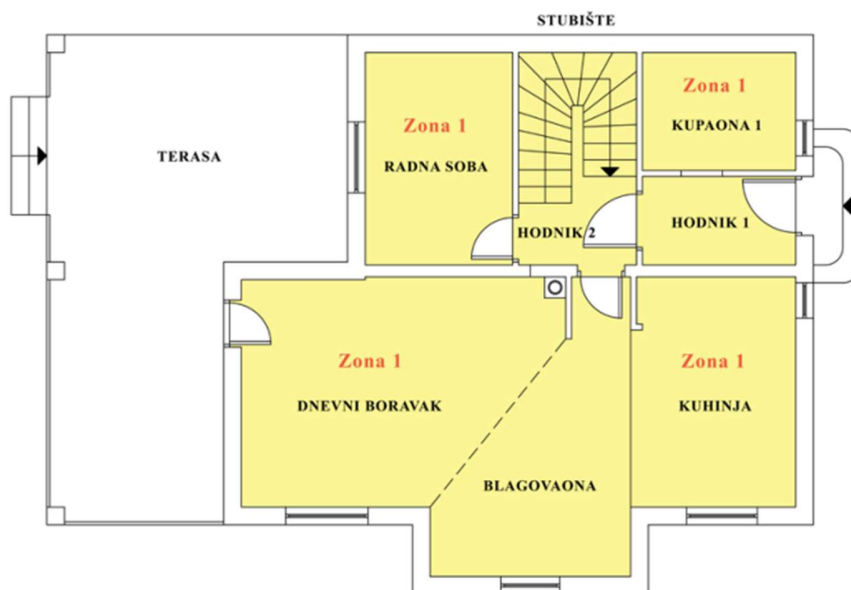 STUBIŠTE
Zona 1
KUPAONA 1
Zona 1
RADNA SOBA
TERASA
HODNIK 1
HODNIK 2
Zona 1
DNEVNI BORAVAK
Zona 1
KUHINJA
BLAGOVAONA